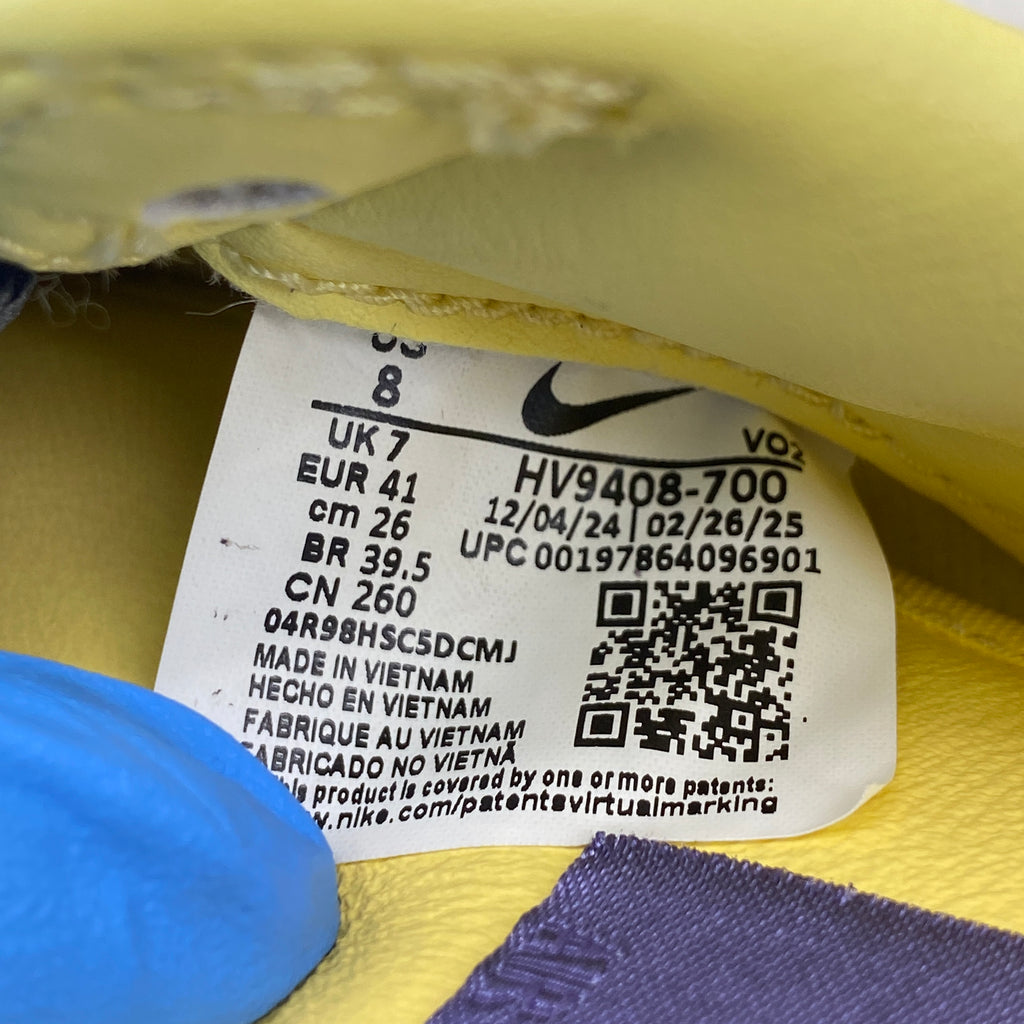 US
8
UK 7
EUR 41
cm 26
BR 39.5
CN 260
VO2
HV9408-700
12/04/24 | 02/26/25
UPC 00197864096901
04R98HSC5DCMJ
MADE IN VIETNAM
HECHO EN VIETNAM
FABRIQUE AU VIETNAM
FABRICADO NO VIETNÃ
product is covered by one or more patents:
.nike.com/patentsvirtualmarking